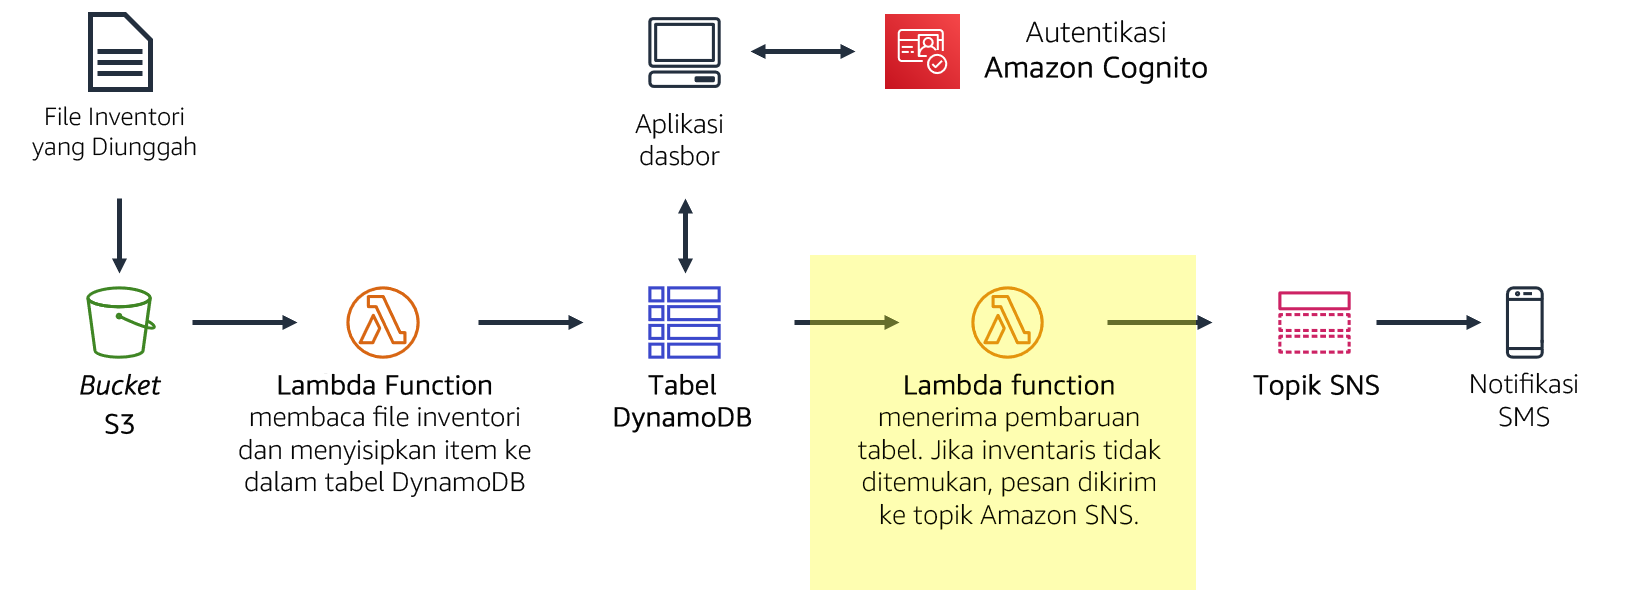 File Inventori
yang Diunggah
Aplikasi
dasbor
Autentikasi
Amazon Cognito
Bucket
S3
Lambda Function
membaca file inventori
dan menyisipkan item ke
dalam tabel DynamoDB
Tabel
DynamoDB
Lambda function
menerima pembaruan
tabel. Jika inventaris tidak
ditemukan, pesan dikirim
ke topik Amazon SNS.
Topik SNS
Notifikasi
SMS